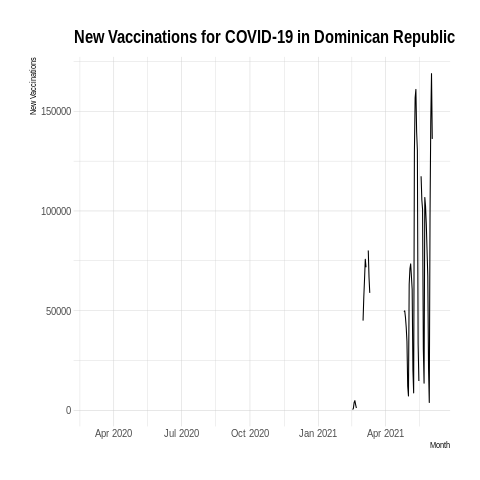 New Vaccinations for COVID-19 in Dominican Republic
New Vaccinations
150000
100000
50000
0
Apr 2020 Jul 2020 Oct 2020 Jan 2021 Apr 2021
Month